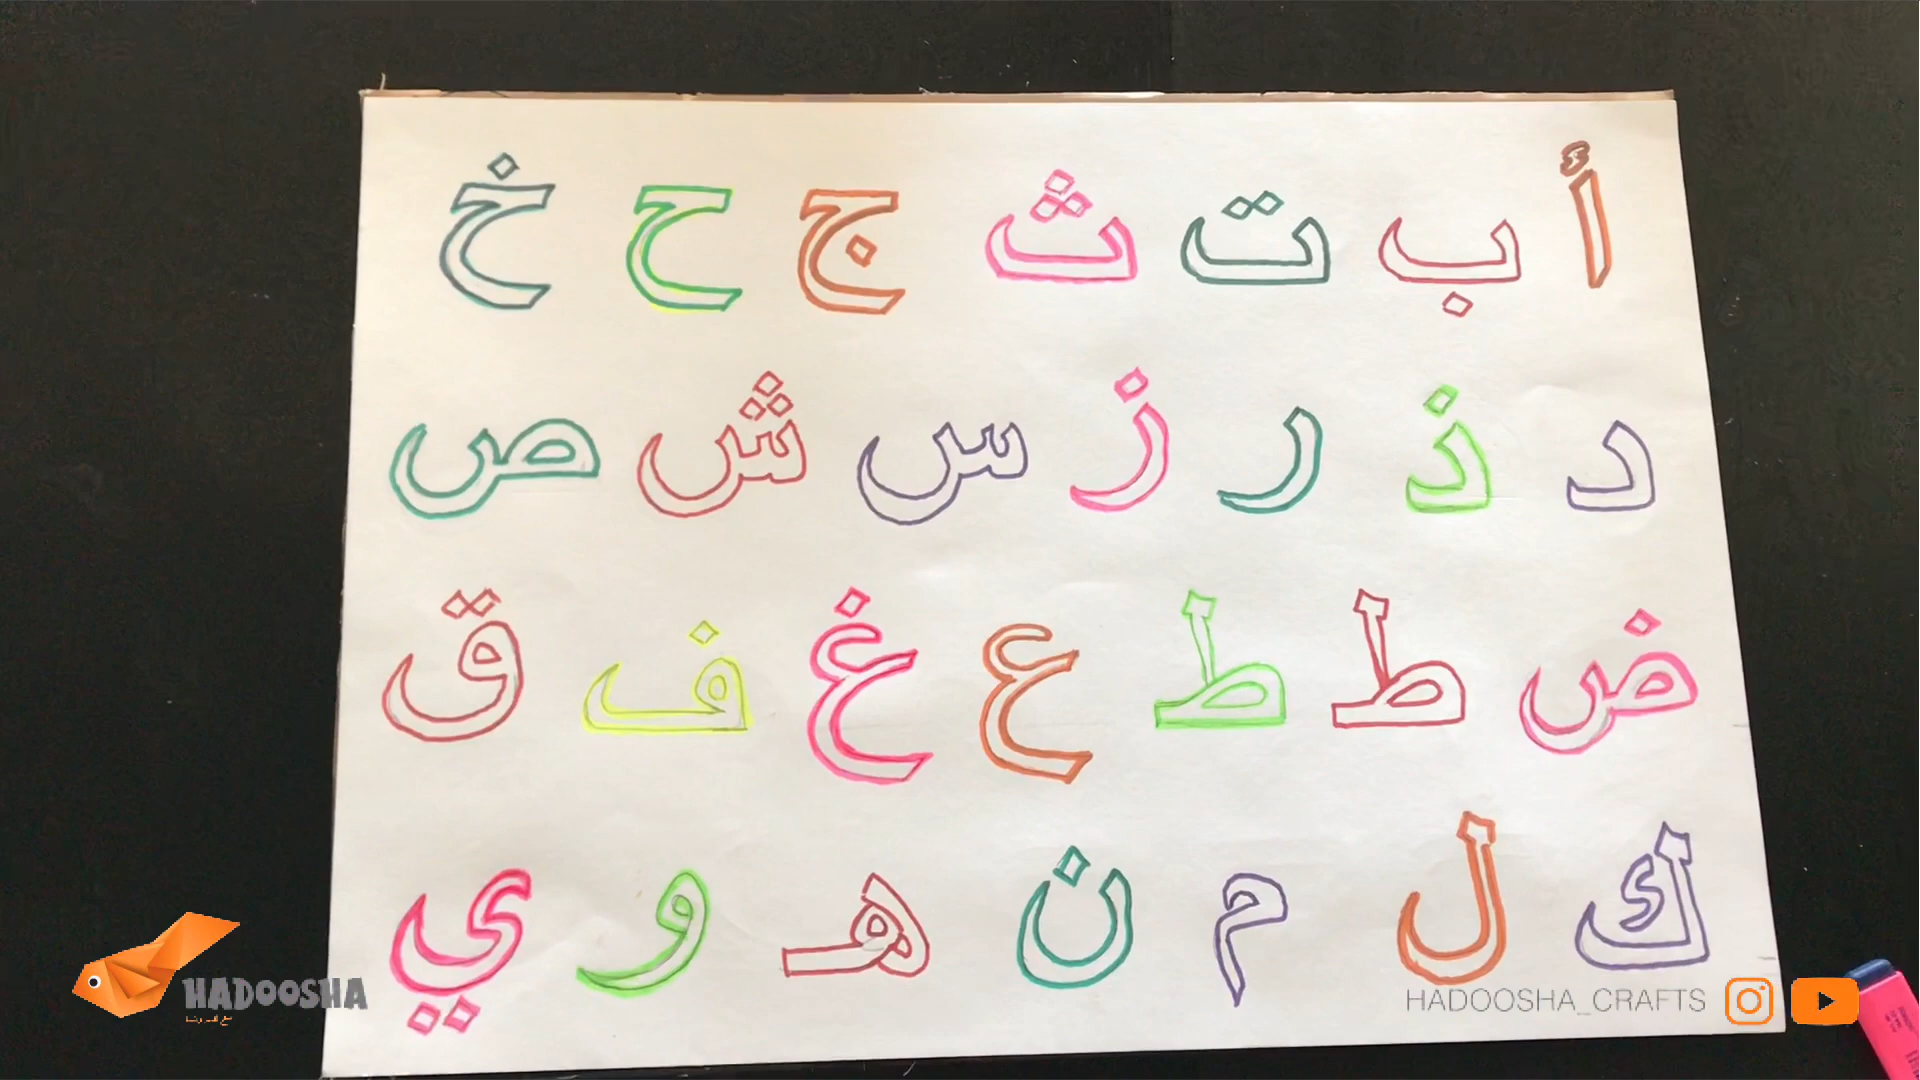 أ ب ت ث ج ح خ
د ذ ر ز س ش ص
ض ط ط ع غ ف ق
ك ل م ن هـ و ي
HADOOSHA
HADOOSHA_CRAFTS